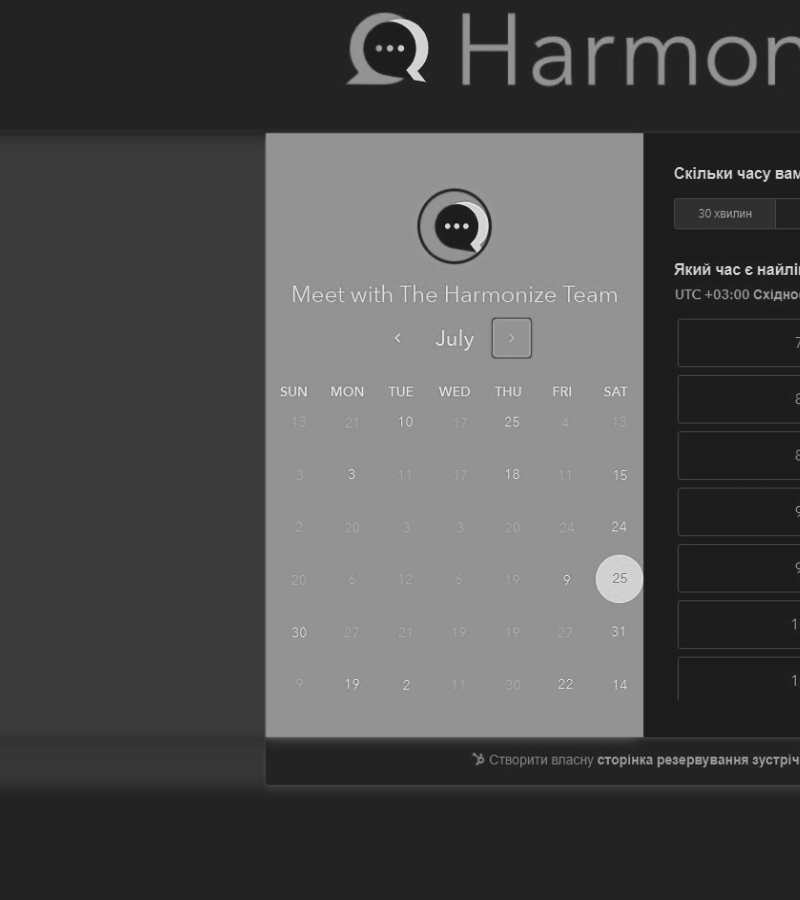 Harmon
Meet with The Harmonize Team
July
SUN MON TUE WED THU FRI SAT
13 21 10 17 25 4 13
3 3 11 17 18 11 15
2 20 3 3 20 24 24
20 6 12 6 19 9 25
30 27 21 19 19 27 31
9 19 2 11 30 22 14
Скільки часу вам
30 хвилин
Який час є найлі
UTC +03:00 Східно
7
8
8
9
9
1
1
Створити власну сторінка резервування зустріч